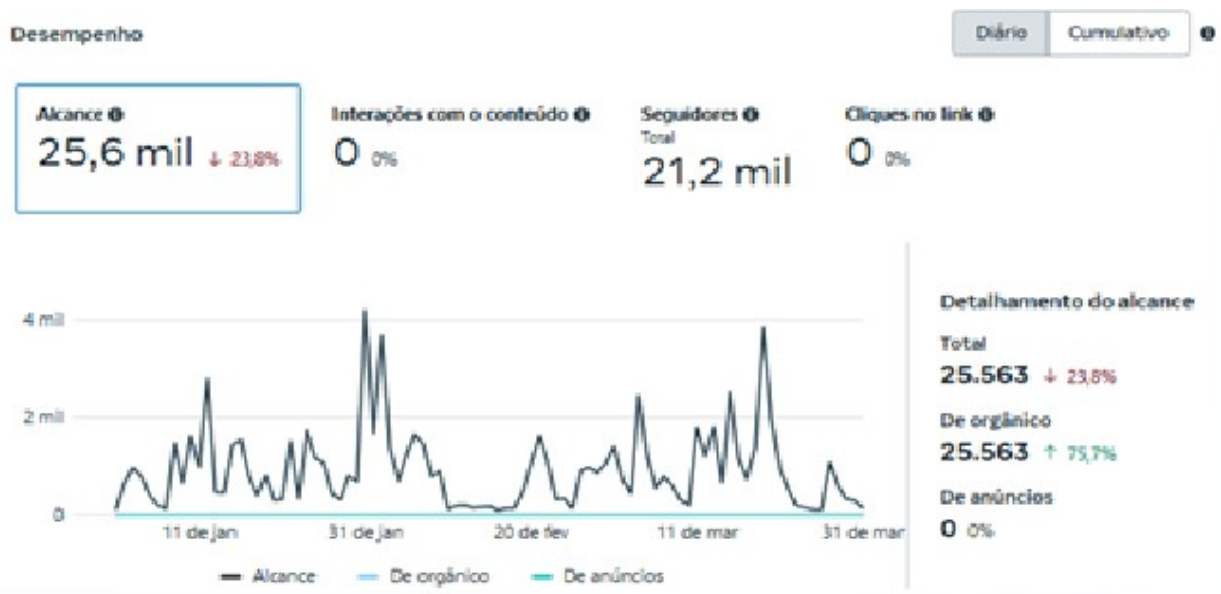 Desempenho
Diário Cumulativo
Alcance
25,6 mil ↓ 23,8%
Interações com o conteúdo
0 0%
Seguidores
Total
21,2 mil
Cliques no link
0 0%
4 mil
2 mil
0
11 de jan 31 de jan 20 de fev 11 de mar 31 de mar
Alcance De orgânico De anúncios
Detalhamento do alcance
Total
25.563 ↓ 23,8%
De orgânico
25.563 ↑ 75,7%
De anúncios
0 0%